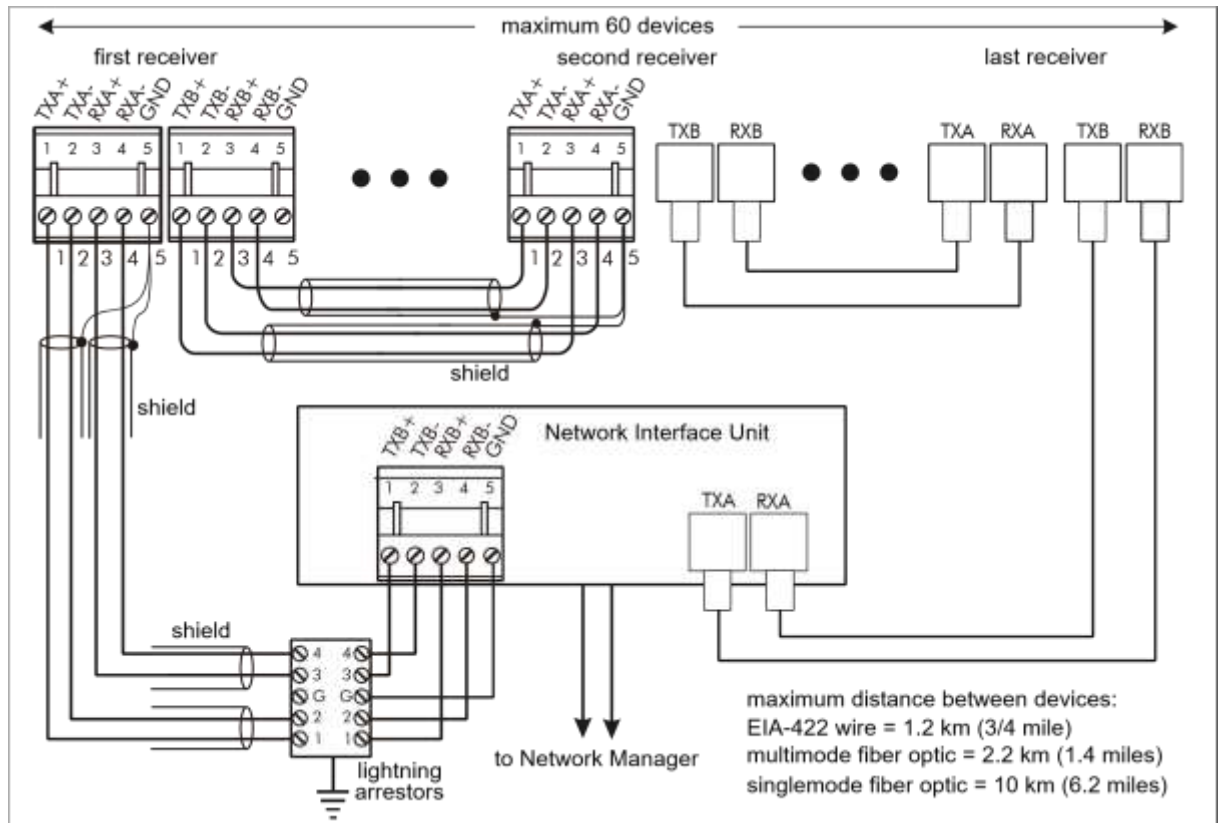 maximum 60 devices
first receiver
second receiver
last receiver
TXA+ TXA- RXA+ RXA- GND
TXB+ TXB- RXB+ RXB- GND
TXA+ TXA- RXA+ RXA- GND
TXB RXB
TXA RXA TXB RXB
1 2 3 4 5
1 2 3 4 5
1 2 3 4 5
1 2 3 4 5
1 2 3 4 5
1 2 3 4 5
shield
shield
Network Interface Unit
TXB+ TXB- RXB+ RXB- GND
1 2 3 4 5
TXA RXA
shield
4 4
3 3
G G
2 2
1 1
lightning
arrestors
to Network Manager
maximum distance between devices:
EIA-422 wire = 1.2 km (3/4 mile)
multimode fiber optic = 2.2 km (1.4 miles)
singlemode fiber optic = 10 km (6.2 miles)